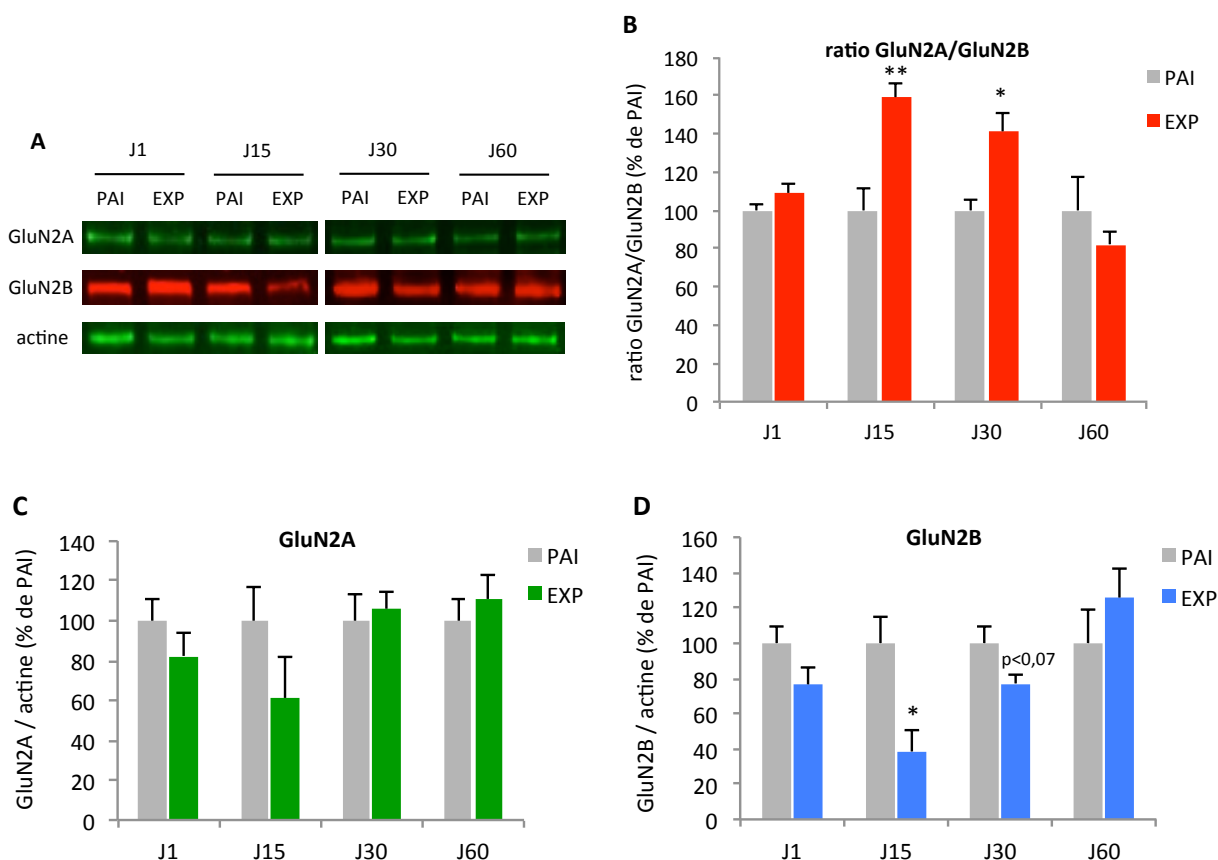 A
J1 J15 J30 J60
PAI EXP PAI EXP PAI EXP PAI EXP
GluN2A
GluN2B
actine
B
ratio GluN2A/GluN2B
ratio GluN2A/GluN2B (% de PAI)
180
160
140
120
100
80
60
40
20
0
** *
J1 J15 J30 J60
PAI
EXP
C
GluN2A
GluN2A / actine (% de PAI)
140
120
100
80
60
40
20
0
J1 J15 J30 J60
PAI
EXP
D
GluN2B
GluN2B / actine (% de PAI)
160
140
120
100
80
60
40
20
0
p<0,07
*
J1 J15 J30 J60
PAI
EXP